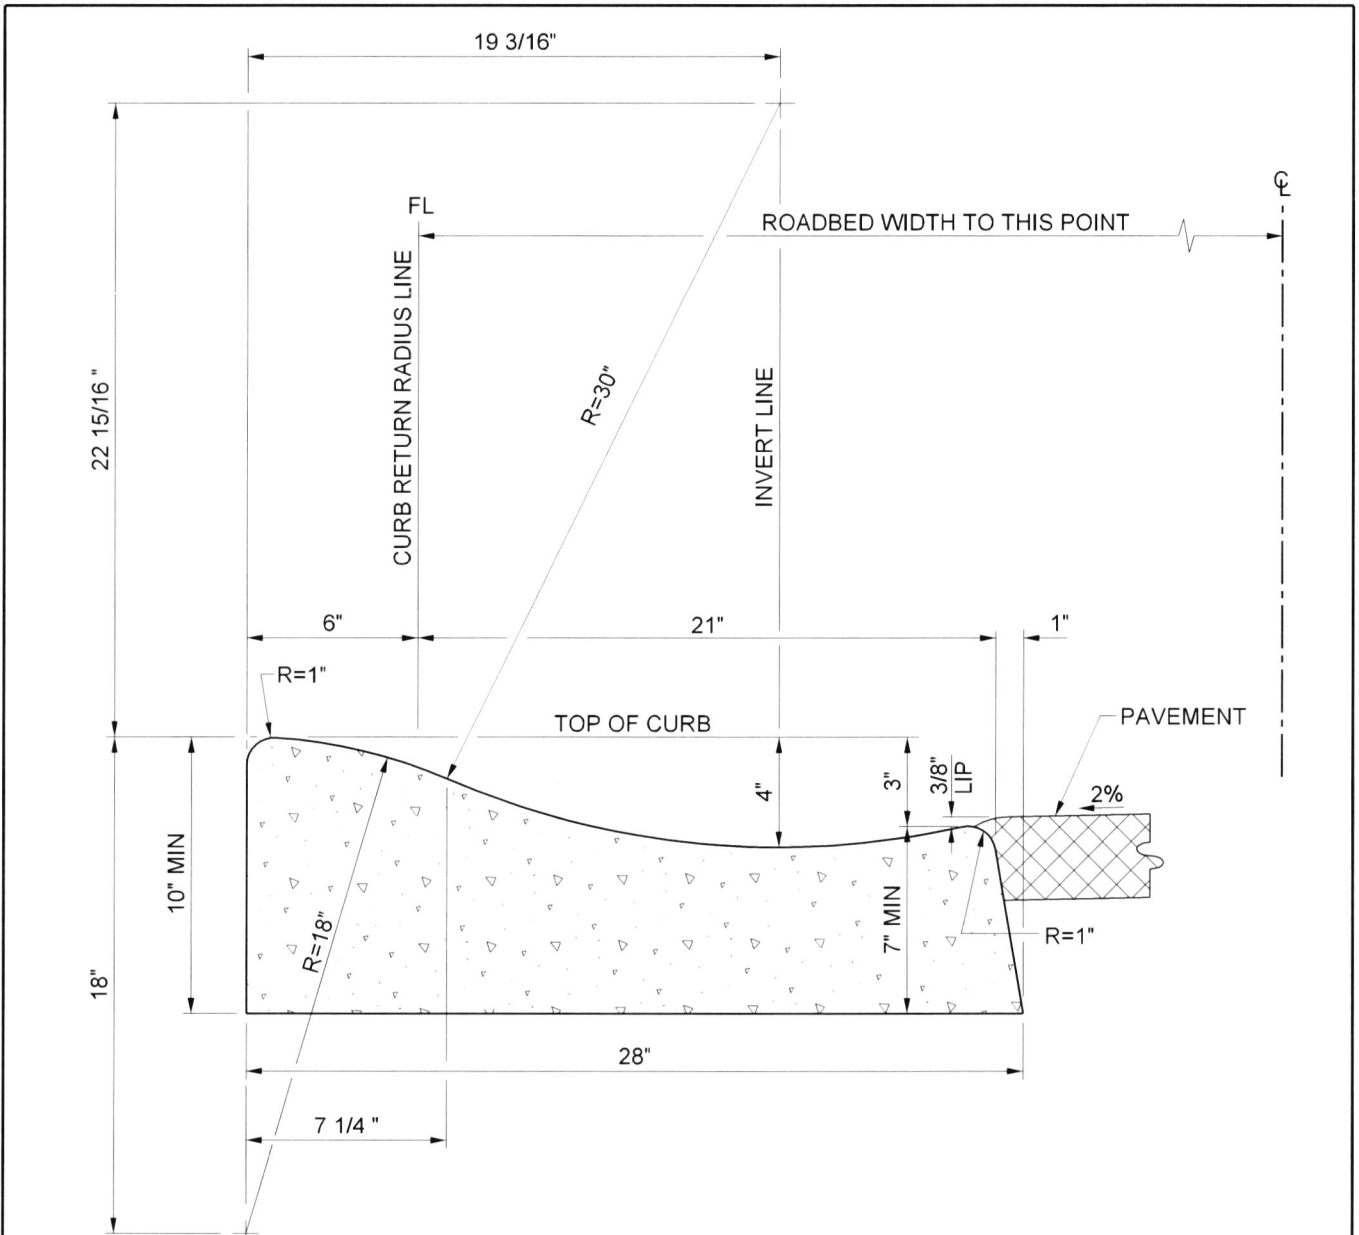 19 3/16"
℄
FL
ROADBED WIDTH TO THIS POINT
CURB RETURN RADIUS LINE
22 15/16 "
R=30"
INVERT LINE
6"
21"
1"
R=1"
TOP OF CURB
PAVEMENT
4"
3"
3/8"
LIP
2%
10" MIN
7" MIN
R=18"
R=1"
18"
28"
7 1/4 "